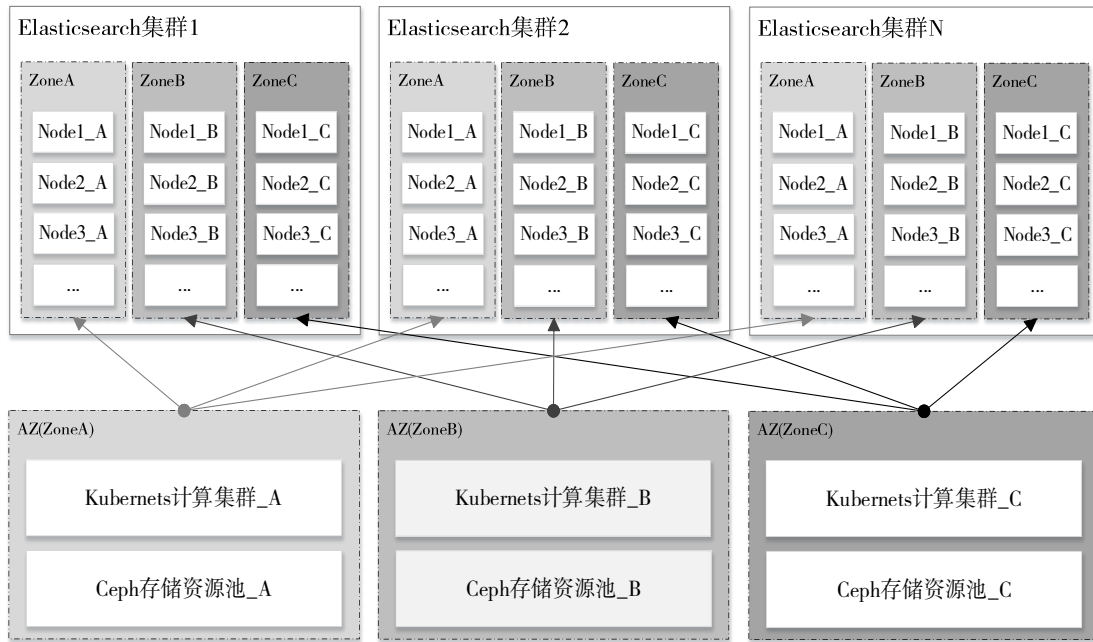 Elasticsearch集群1
ZoneA
ZoneB
ZoneC
Node1_A
Node1_B
Node1_C
Node2_A
Node2_B
Node2_C
Node3_A
Node3_B
Node3_C
...
...
...
Elasticsearch集群2
ZoneA
ZoneB
ZoneC
Node1_A
Node1_B
Node1_C
Node2_A
Node2_B
Node2_C
Node3_A
Node3_B
Node3_C
...
...
...
Elasticsearch集群N
ZoneA
ZoneB
ZoneC
Node1_A
Node1_B
Node1_C
Node2_A
Node2_B
Node2_C
Node3_A
Node3_B
Node3_C
...
...
...
AZ(ZoneA)
Kubernets计算集群_A
Ceph存储资源池_A
AZ(ZoneB)
Kubernets计算集群_B
Ceph存储资源池_B
AZ(ZoneC)
Kubernets计算集群_C
Ceph存储资源池_C